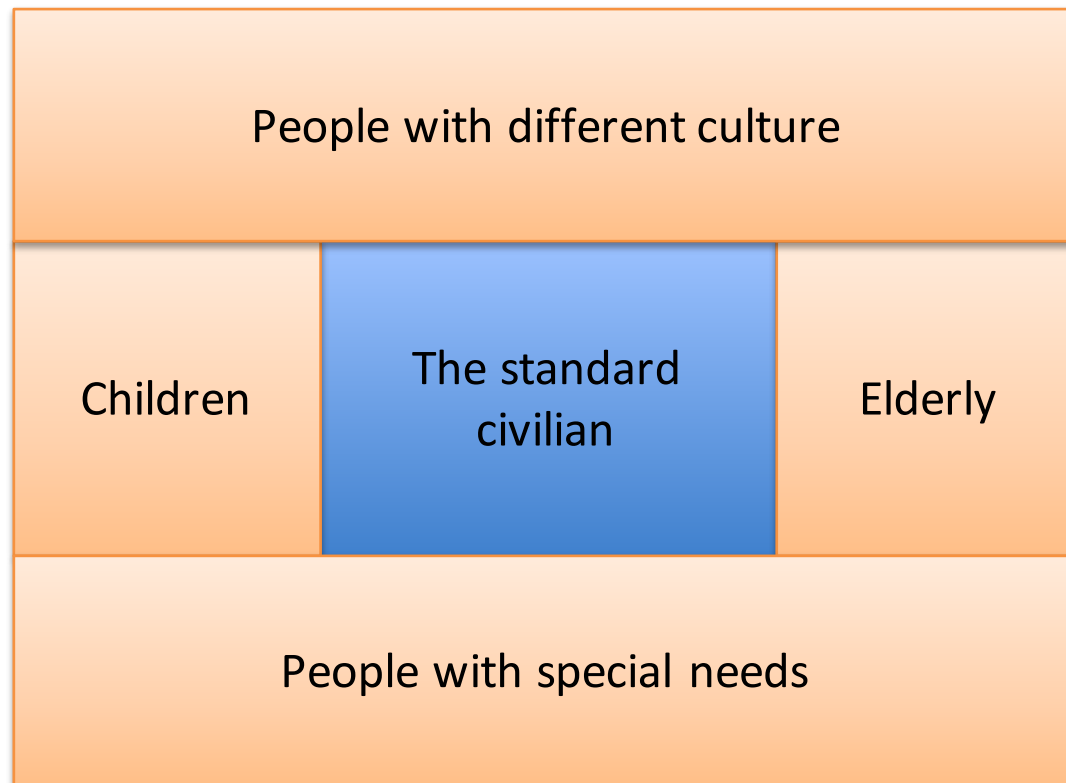 People with different culture
Children
The standard
civilian
Elderly
People with special needs